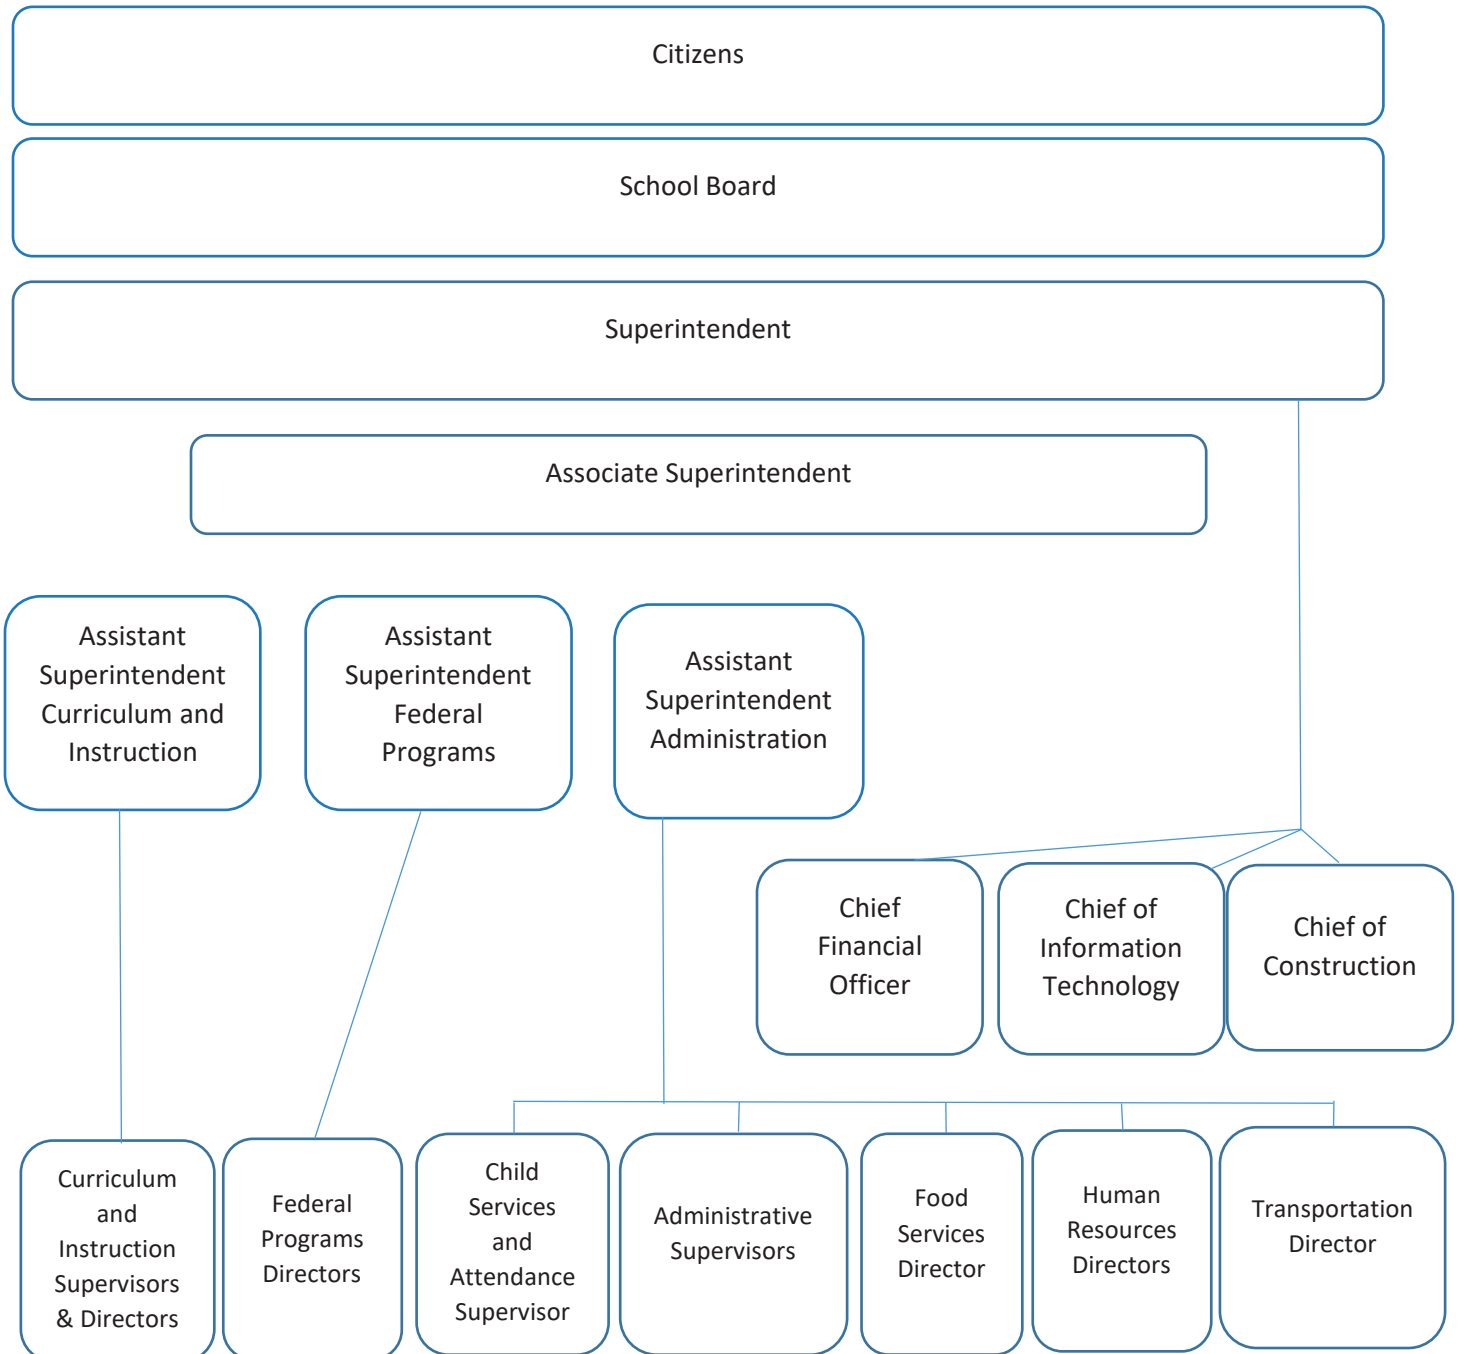 Citizens
School Board
Superintendent
Associate Superintendent
Assistant
Superintendent
Curriculum and
Instruction
Assistant
Superintendent
Federal
Programs
Assistant
Superintendent
Administration
Chief
Financial
Officer
Chief of
Information
Technology
Chief of
Construction
Curriculum
and
Instruction
Supervisors
& Directors
Federal
Programs
Directors
Child
Services
and
Attendance
Supervisor
Administrative
Supervisors
Food
Services
Director
Human
Resources
Directors
Transportation
Director